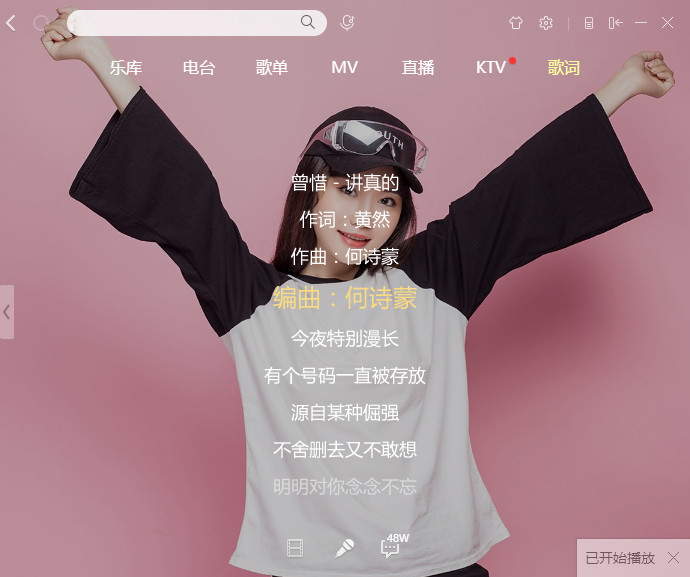 乐库 电台 歌单 MV 直播 KTV 歌词
曾惜 - 讲真的
作词：黄然
作曲：何诗蒙
编曲：何诗蒙
今夜特别漫长
有个号码一直被存放
源自某种倔强
不舍删去又不敢想
明明对你念念不忘
48W
已开始播放